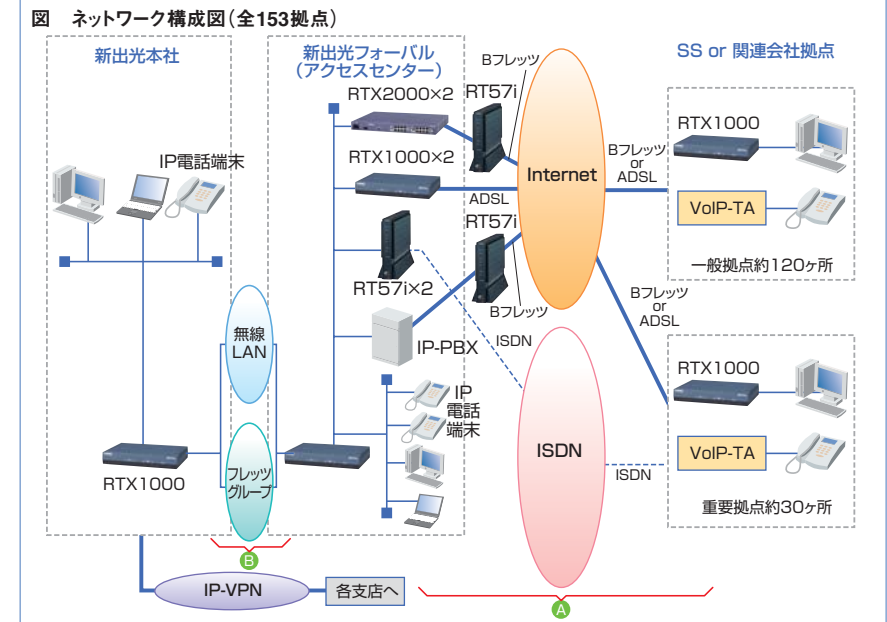 図　ネットワーク構成図（全153拠点）
新出光本社
新出光フォーバル
（アクセスセンター）
SS or 関連会社拠点
IP電話端末
RTX1000
無線
LAN
フレッツ
グループ
B
IP-VPN
各支店へ
RTX2000×2
RTX1000×2
RT57i×2
IP-PBX
IP
電話
端末
RT57i
Bフレッツ
ADSL
RT57i
Bフレッツ
ISDN
Internet
ISDN
A
Bフレッツ
or
ADSL
Bフレッツ
or
ADSL
ISDN
RTX1000
VoIP-TA
一般拠点約120ヶ所
RTX1000
VoIP-TA
重要拠点約30ヶ所